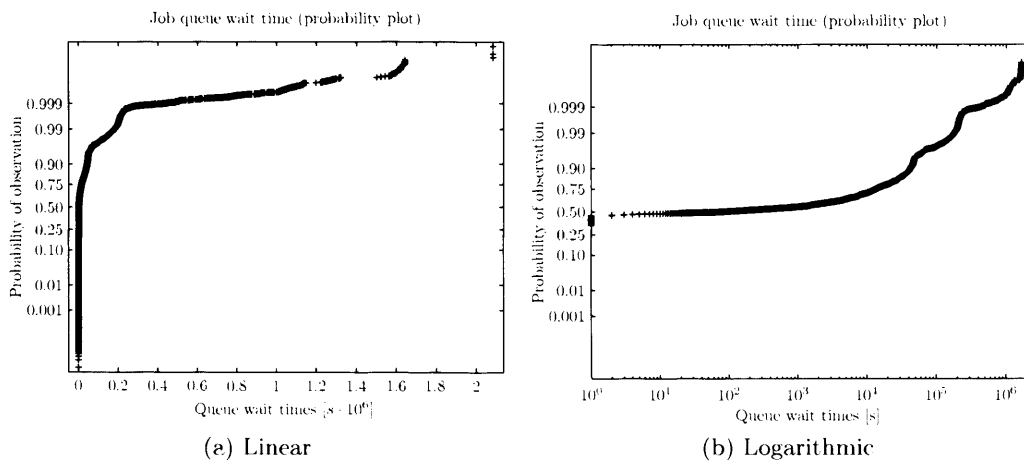 Job queue wait time (probability plot)
Probability of observation
0.999
0.99
0.90
0.75
0.50
0.25
0.10
0.01
0.001
0 0.2 0.4 0.6 0.8 1 1.2 1.4 1.6 1.8 2
Queue wait times [s · 10⁶]
(a) Linear
Job queue wait time (probability plot)
Probability of observation
0.999
0.99
0.90
0.75
0.50
0.25
0.10
0.01
0.001
10⁰ 10¹ 10² 10³ 10⁴ 10⁵ 10⁶
Queue wait times [s]
(b) Logarithmic